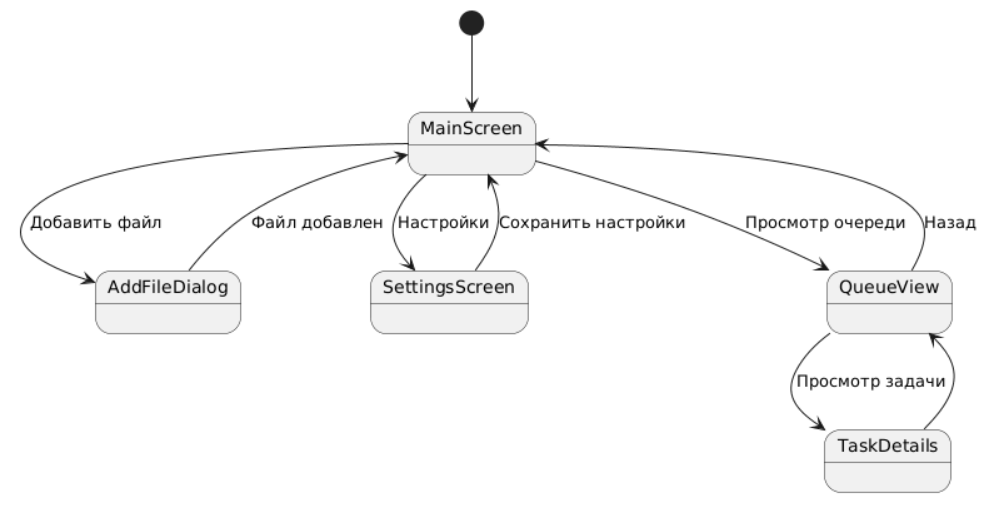 MainScreen
Добавить файл
Файл добавлен
Настройки
Сохранить настройки
Просмотр очереди
Назад
AddFileDialog
SettingsScreen
QueueView
Просмотр задачи
TaskDetails